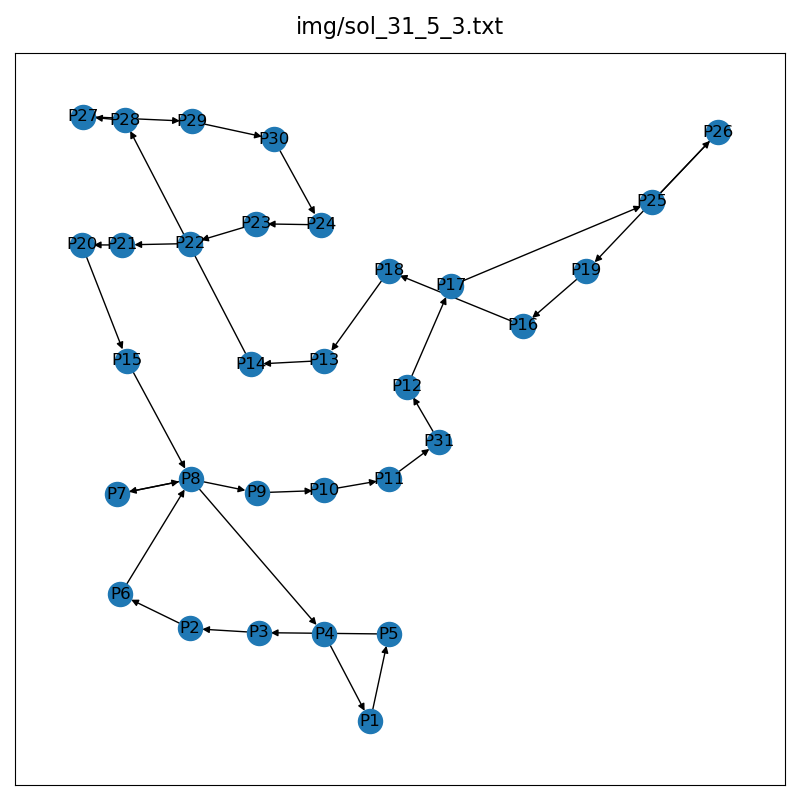 img/sol_31_5_3.txt
P27 P28 P29 P30 P26
P25
P20 P21 P22 P23 P24
P18 P17 P19
P16
P15 P14 P13 P12
P31
P7 P8 P9 P10 P11
P6
P2 P3 P4 P5
P1